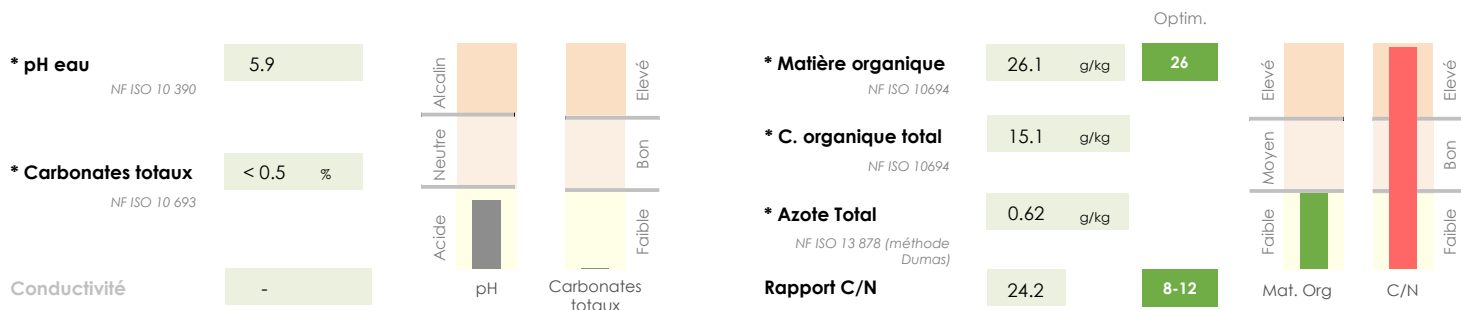 Optim.
* pH eau 5.9
NF ISO 10 390
* Carbonates totaux < 0.5 %
NF ISO 10 693
Conductivité -
Alcalin
Neutre
Acide
Elevé
Bon
Faible
pH
Carbonates
totaux
* Matière organique 26.1 g/kg 26
NF ISO 10694
* C. organique total 15.1 g/kg
NF ISO 10694
* Azote Total 0.62 g/kg
NF ISO 13 878 (méthode
Dumas)
Rapport C/N 24.2 8-12
Elevé
Moyen
Faible
Elevé
Bon
Faible
Mat. Org
C/N